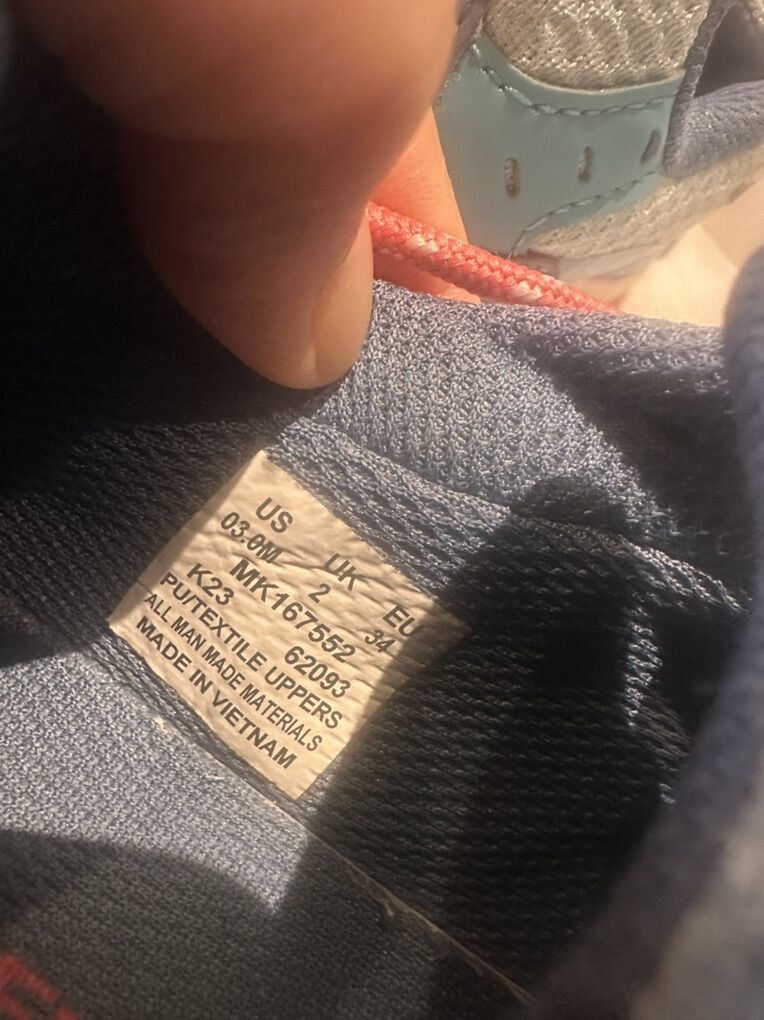 US UK EU
03.0M 2 34
MK167552
K23 62093
PU/TEXTILE UPPERS
ALL MAN MADE MATERIALS
MADE IN VIETNAM